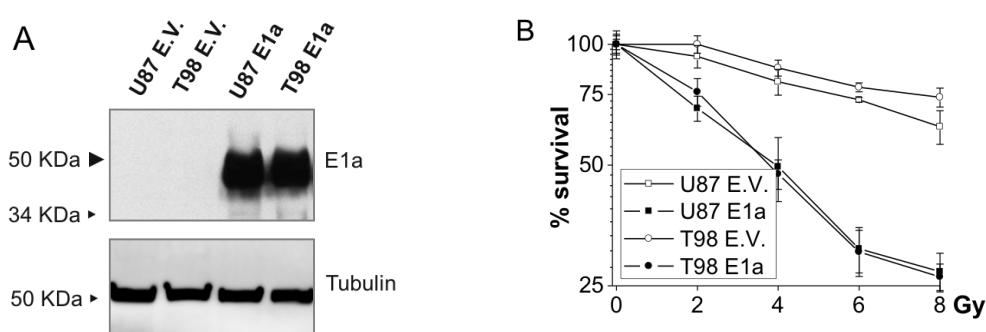 A
U87 E.V.
T98 E.V.
U87 E1a
T98 E1a
50 KDa
E1a
34 KDa
Tubulin
50 KDa
B
100
75
50
25
% survival
U87 E.V.
U87 E1a
T98 E.V.
T98 E1a
0 2 4 6 8 Gy